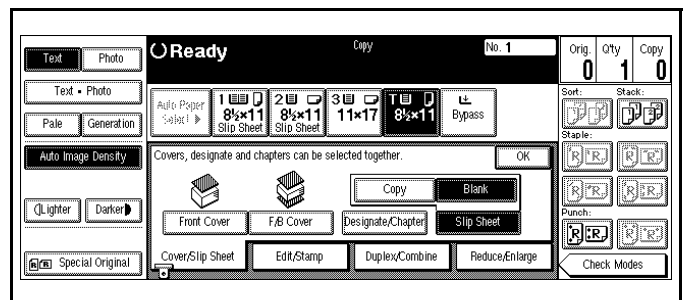 Text Photo
Text • Photo
Pale Generation
Auto Image Density
Lighter Darker
Special Original
Ready
Copy
No. 1
Auto Paper
Select ▶
1 8½×11
Slip Sheet
2 8½×11
Slip Sheet
3 11×17
T 8½×11
Bypass
Covers, designate and chapters can be selected together.
OK
Copy Blank
Front Cover F/B Cover Designate/Chapter Slip Sheet
Cover/Slip Sheet Edit/Stamp Duplex/Combine Reduce/Enlarge
Orig. Q'ty Copy
0 1 0
Sort: Stack:
Staple:
Punch:
Check Modes